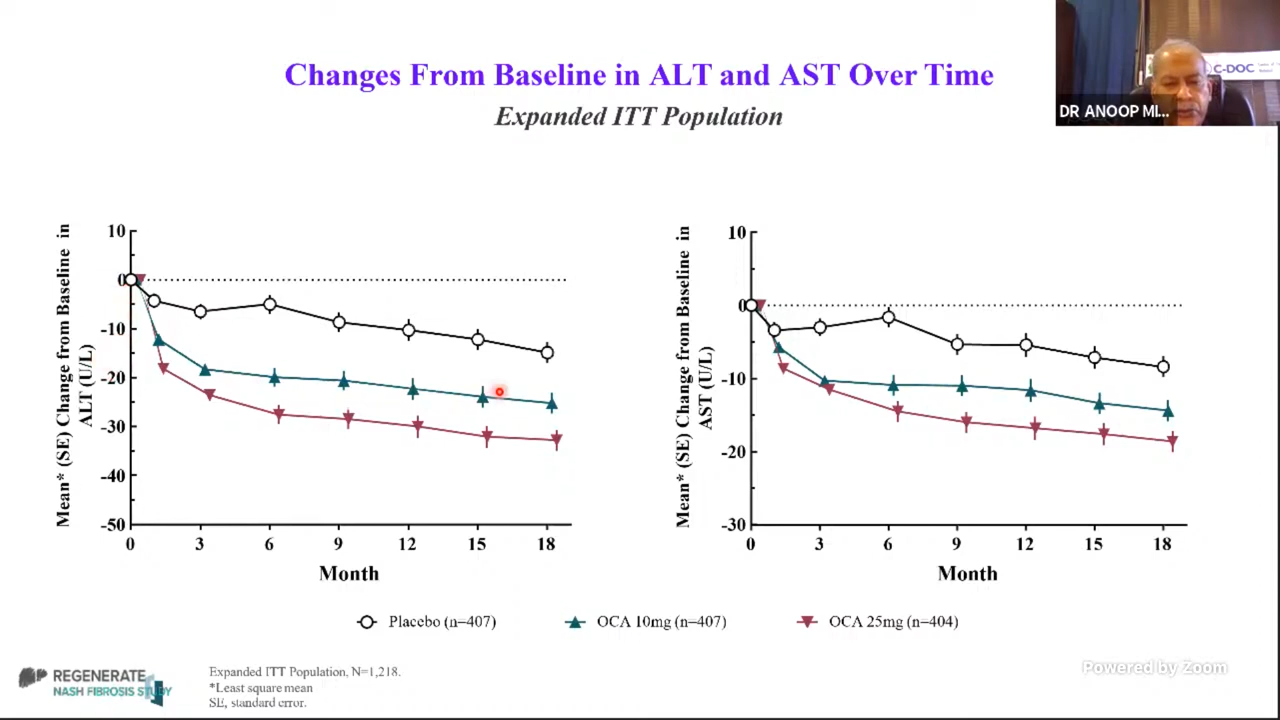 Changes From Baseline in ALT and AST Over Time
Expanded ITT Population
C-DOC
DR ANOOP MI...
Mean* (SE) Change from Baseline in
ALT (U/L)
10
0
-10
-20
-30
-40
-50
0 3 6 9 12 15 18
Month
Mean* (SE) Change from Baseline in
AST (U/L)
10
0
-10
-20
-30
0 3 6 9 12 15 18
Month
Placebo (n=407) OCA 10mg (n=407) OCA 25mg (n=404)
REGENERATE
NASH FIBROSIS STUDY
Expanded ITT Population, N=1,218.
*Least square mean
SE, standard error.
Powered by Zoom